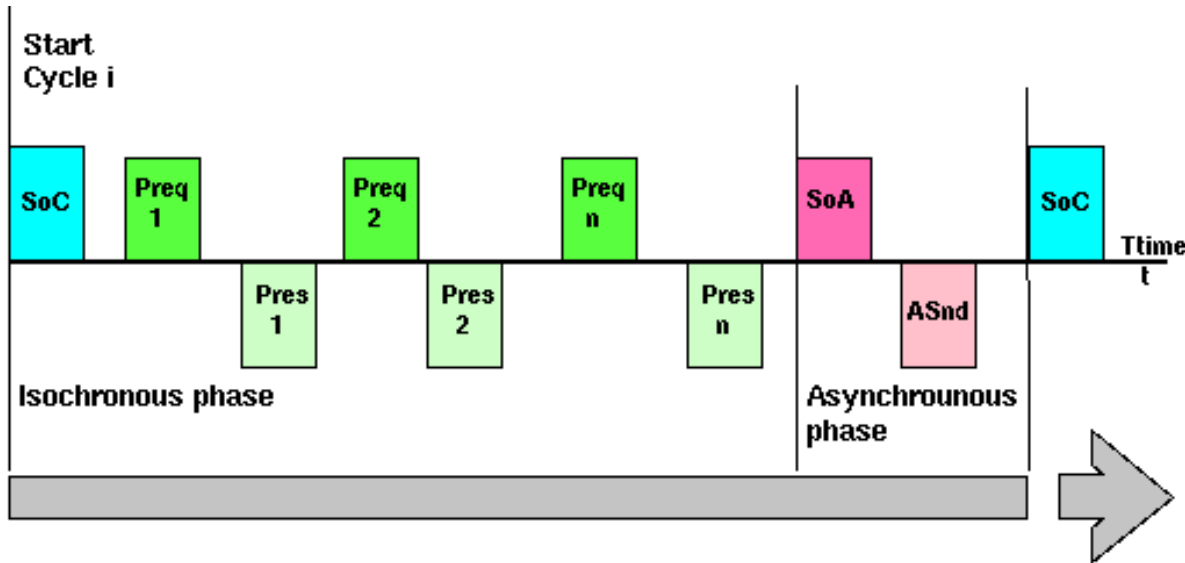 Start
Cycle i
SoC
Preq
1
Preq
2
Preq
n
SoA
SoC
Ttime
t
Pres
1
Pres
2
Pres
n
ASnd
Isochronous phase
Asynchrounous
phase